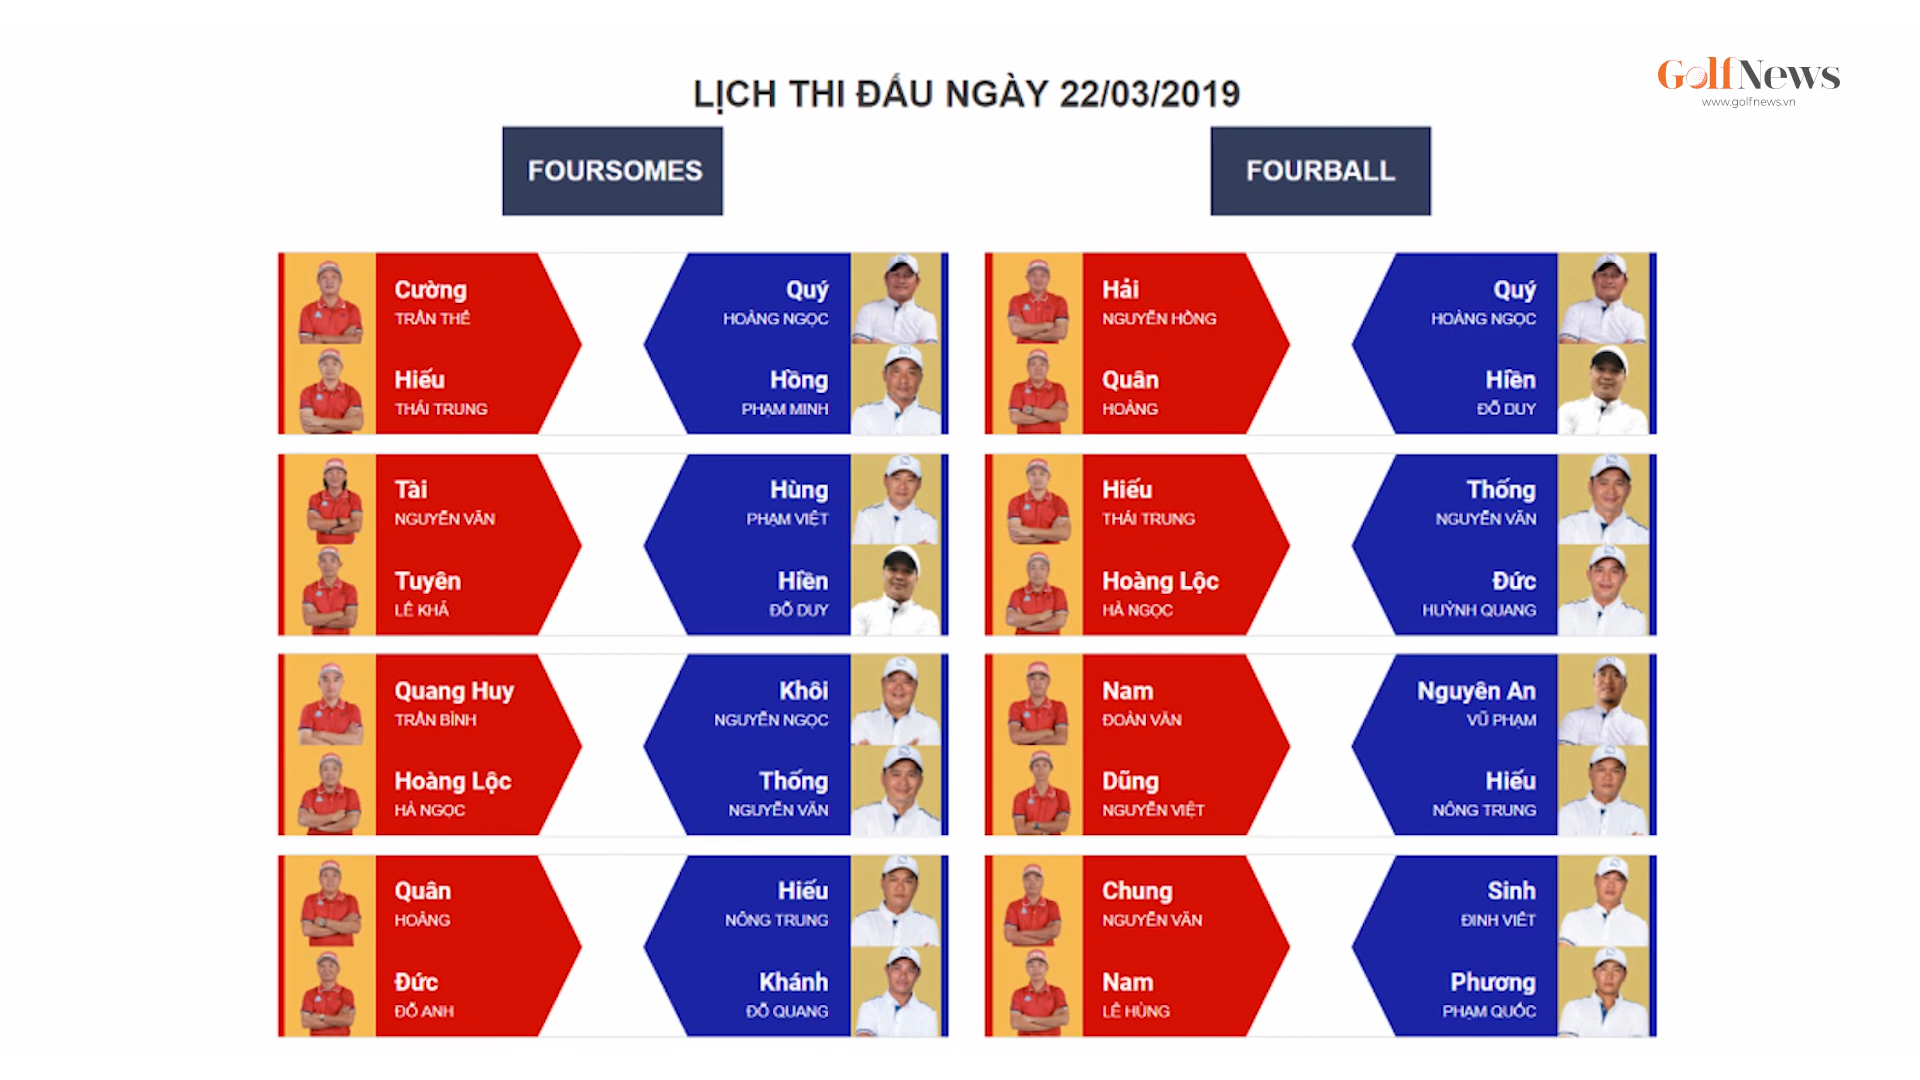 GolfNews
www.golfnews.vn
LỊCH THI ĐẤU NGÀY 22/03/2019
FOURSOMES
Cường
TRẦN THẾ
Hiếu
THÁI TRUNG
Quý
HOÀNG NGỌC
Hồng
PHẠM MINH
Tài
NGUYỄN VĂN
Tuyên
LÊ KHẢ
Hùng
PHẠM VIỆT
Hiền
ĐỖ DUY
Quang Huy
TRẦN BÌNH
Hoàng Lộc
HÀ NGỌC
Khôi
NGUYỄN NGỌC
Thống
NGUYỄN VĂN
Quân
HOÀNG
Đức
ĐỖ ANH
Hiếu
NÔNG TRUNG
Khánh
ĐỖ QUANG
FOURBALL
Hải
NGUYỄN HỒNG
Quân
HOÀNG
Quý
HOÀNG NGỌC
Hiền
ĐỖ DUY
Hiếu
THÁI TRUNG
Hoàng Lộc
HÀ NGỌC
Thống
NGUYỄN VĂN
Đức
HUỲNH QUANG
Nam
ĐOÀN VĂN
Dũng
NGUYỄN VIỆT
Nguyên An
VŨ PHẠM
Hiếu
NÔNG TRUNG
Chung
NGUYỄN VĂN
Nam
LÊ HÙNG
Sinh
ĐINH VIẾT
Phương
PHẠM QUỐC